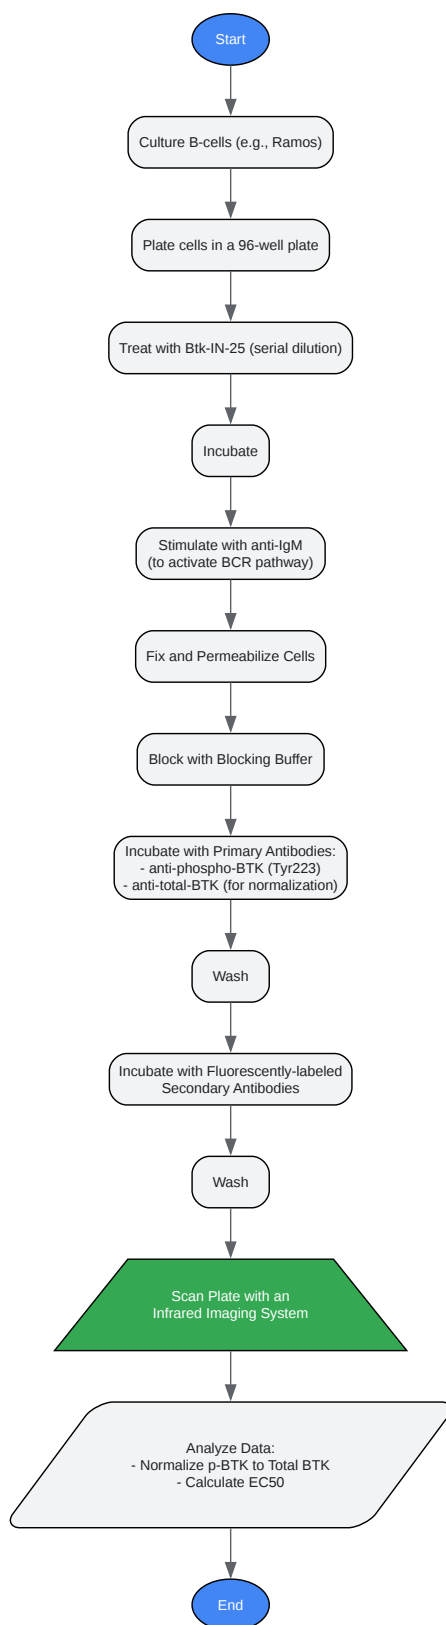 Start
Culture B-cells (e.g., Ramos)
Plate cells in a 96-well plate
Treat with Btk-IN-25 (serial dilution)
Incubate
Stimulate with anti-IgM
(to activate BCR pathway)
Fix and Permeabilize Cells
Block with Blocking Buffer
Incubate with Primary Antibodies:
- anti-phospho-BTK (Tyr223)
- anti-total-BTK (for normalization)
Wash
Incubate with Fluorescently-labeled
Secondary Antibodies
Wash
Scan Plate with an
Infrared Imaging System
Analyze Data:
- Normalize p-BTK to Total BTK
- Calculate EC50
End